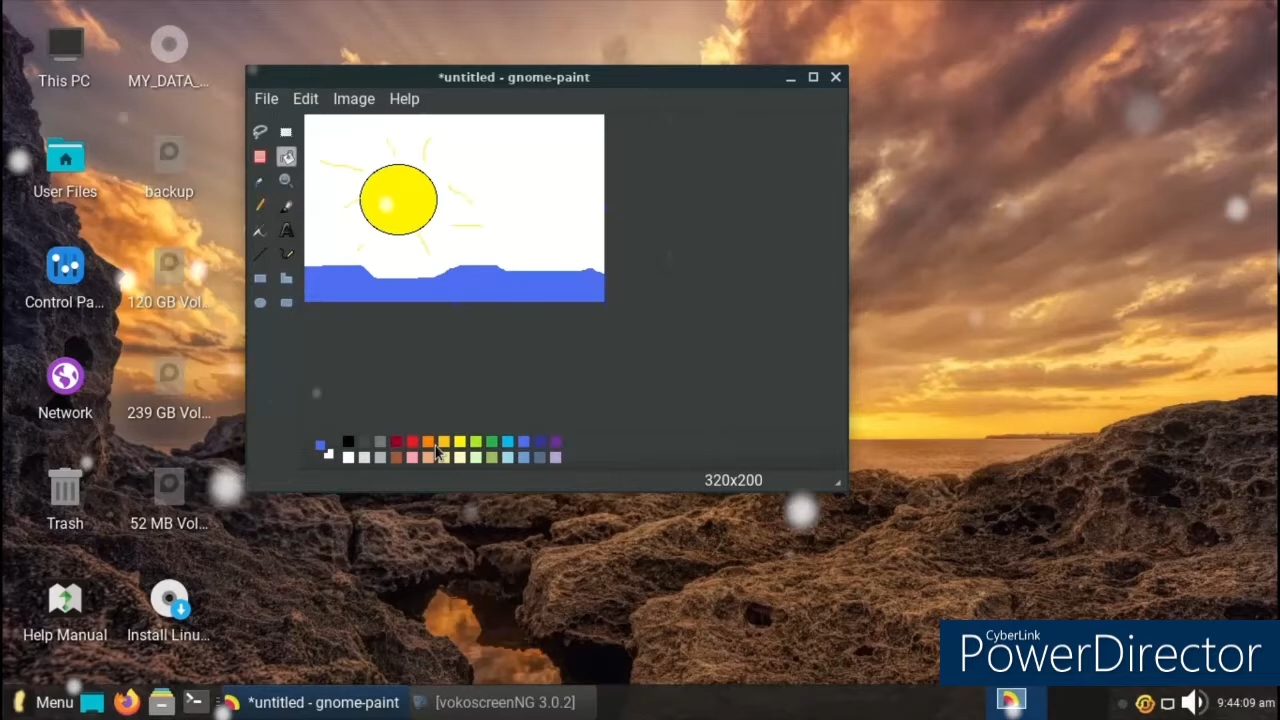 This PC
MY_DATA_...
User Files
backup
Control Pa...
120 GB Vol...
Network
239 GB Vol...
Trash
52 MB Vol...
Help Manual
Install Linu...
*untitled - gnome-paint
File Edit Image Help
A
320x200
CyberLink
PowerDirector
Menu
*untitled - gnome-paint
[vokoscreenNG 3.0.2]
9:44:09 am